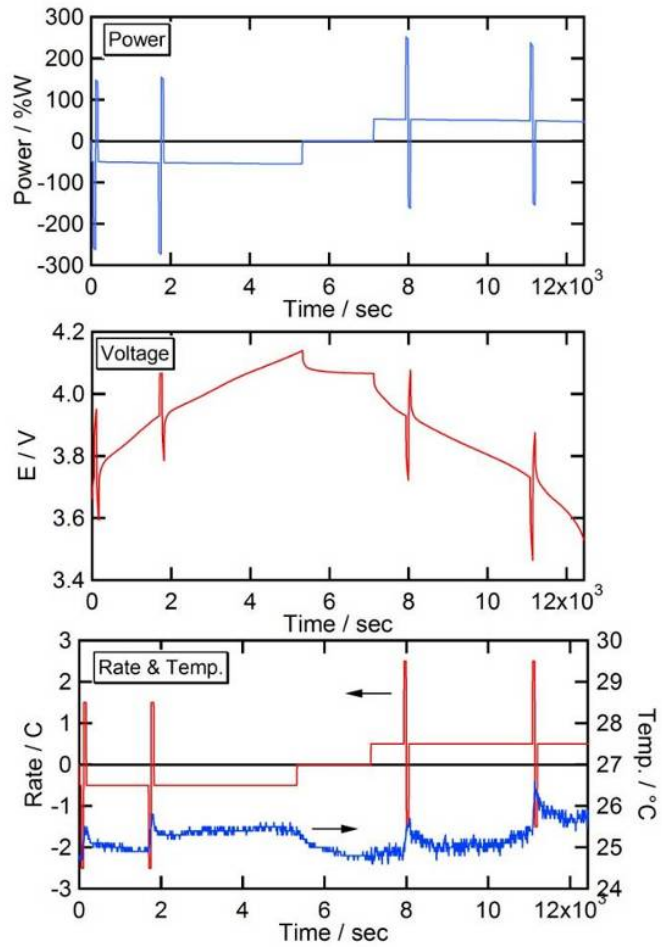 300
Power
200
100
0
-100
-200
-300
Power / %W
0 2 4 6 8 10 12x10³
Time / sec
4.2
Voltage
4.0
3.8
3.6
3.4
E / V
0 2 4 6 8 10 12x10³
Time / sec
3 30
Rate & Temp.
2 29
1 28
0 27
-1 26
-2 25
-3 24
Rate / C
Temp. / °C
0 2 4 6 8 10 12x10³
Time / sec